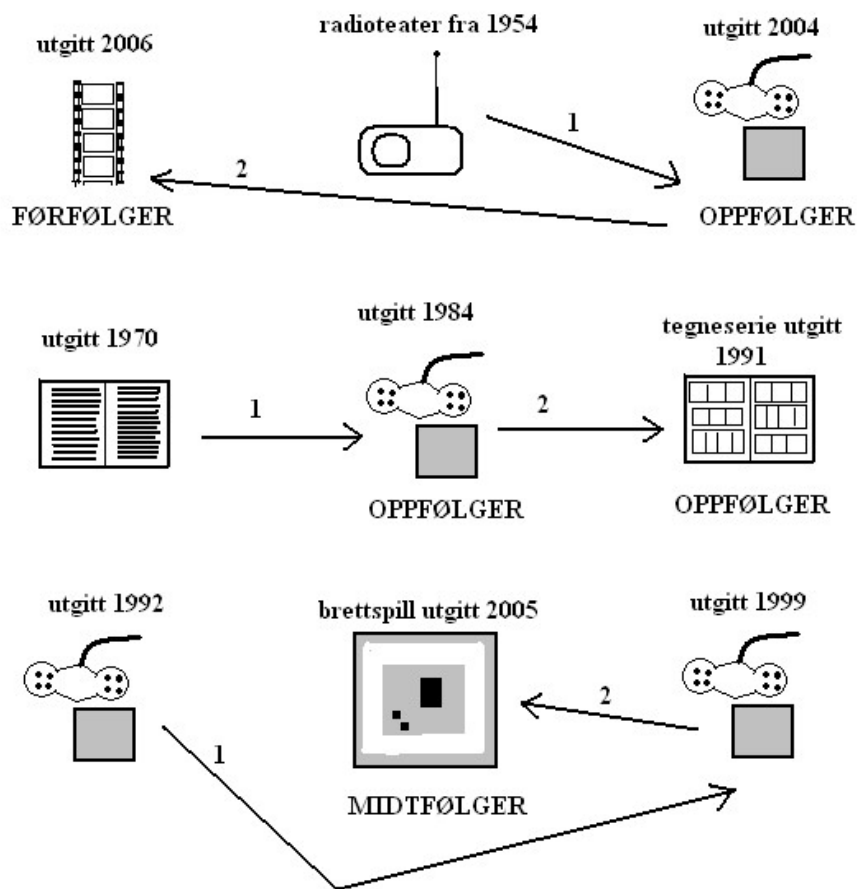 utgitt 2006
radioteater fra 1954
utgitt 2004
1
2
FØRFØLGER
OPPFØLGER
utgitt 1970
utgitt 1984
tegneserie utgitt
1991
1
2
OPPFØLGER
OPPFØLGER
utgitt 1992
brettspill utgitt 2005
utgitt 1999
1
2
MIDTFØLGER